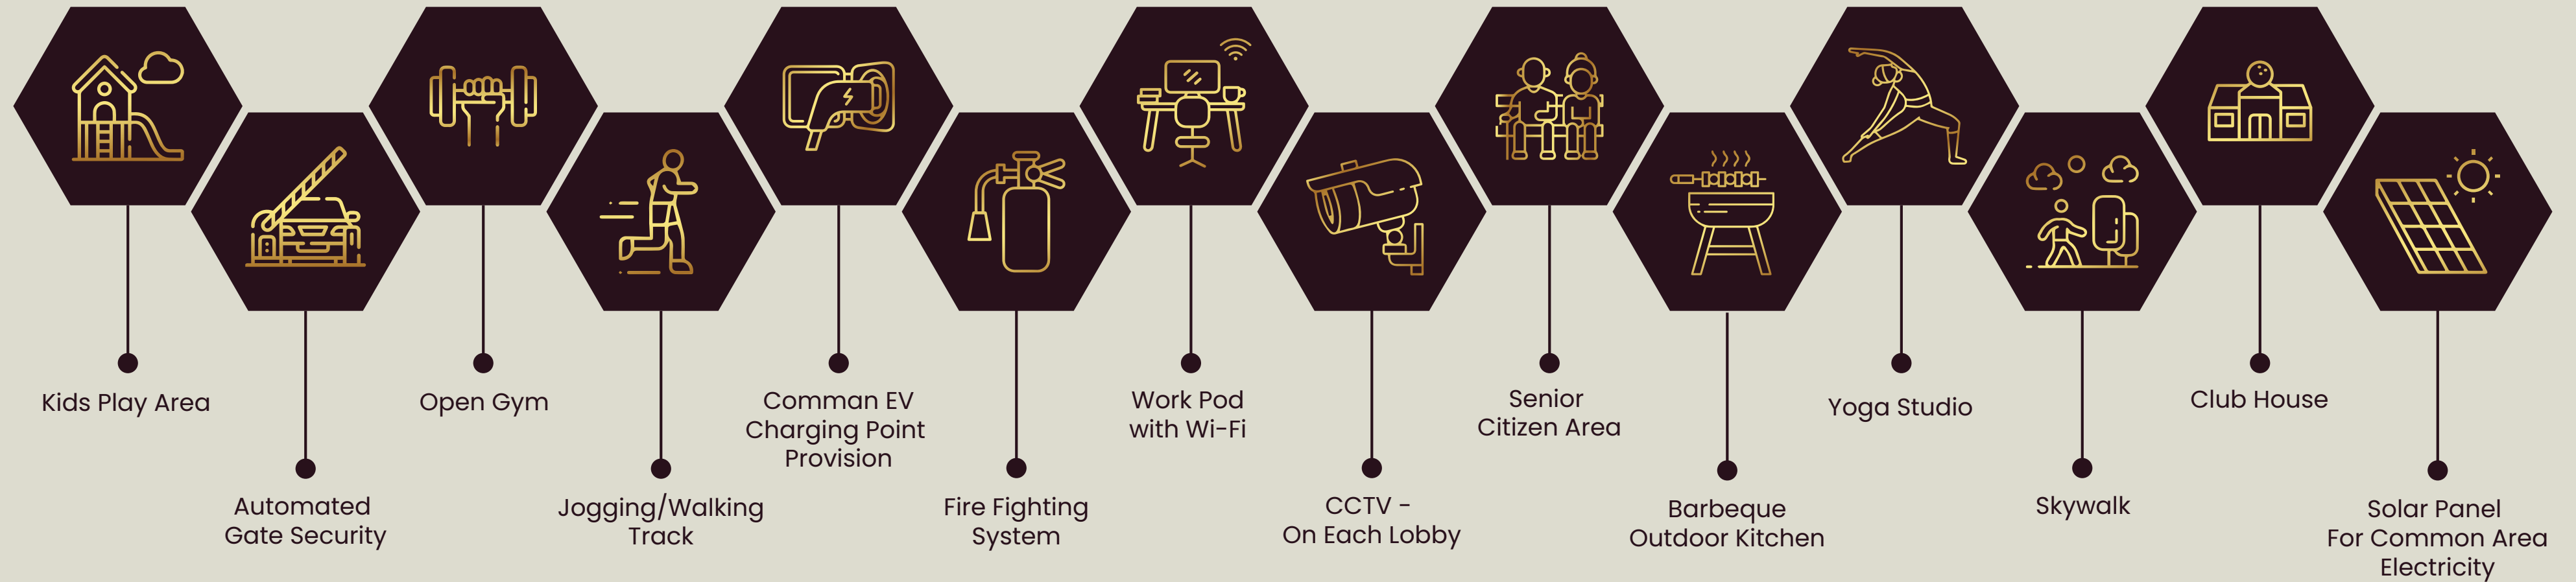 Kids Play Area
Automated
Gate Security
Open Gym
Jogging/Walking
Track
Comman EV
Charging Point
Provision
Fire Fighting
System
Work Pod
with Wi-Fi
CCTV -
On Each Lobby
Senior
Citizen Area
Barbeque
Outdoor Kitchen
Yoga Studio
Skywalk
Club House
Solar Panel
For Common Area
Electricity